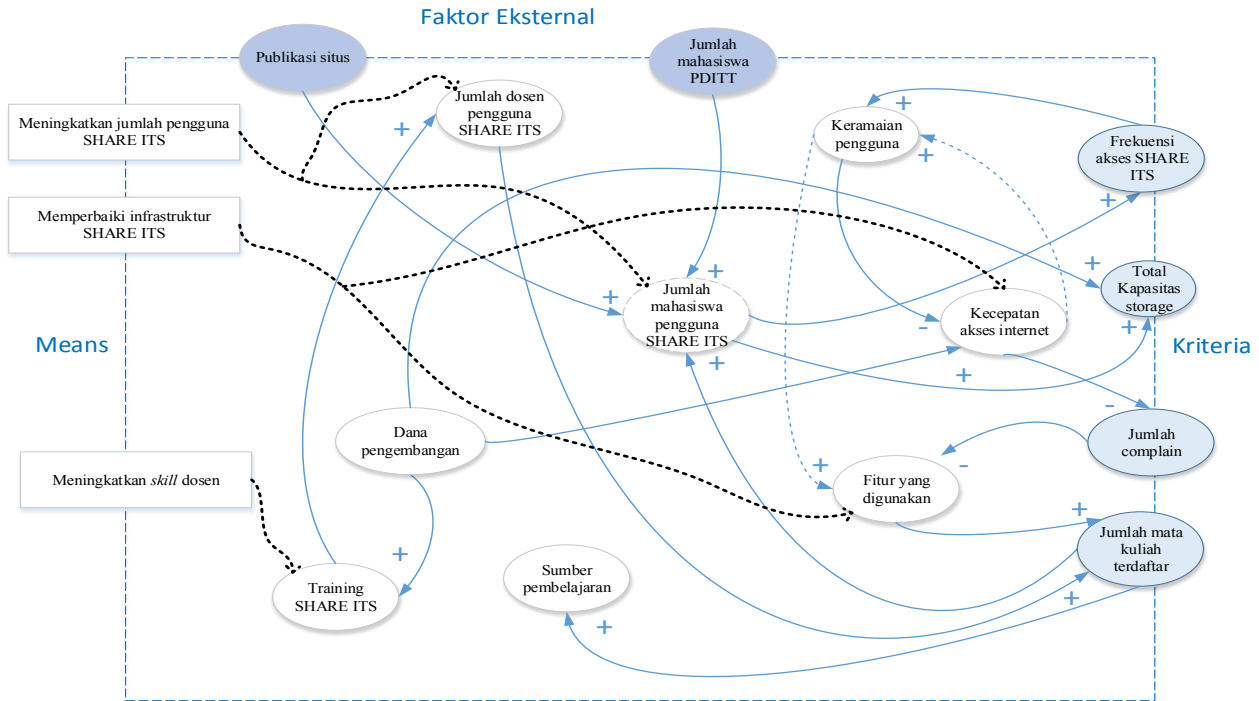 Faktor Eksternal
Publikasi situs
Jumlah
mahasiswa
PDITT
Meningkatkan jumlah pengguna
SHARE ITS
Jumlah dosen
pengguna
SHARE ITS
+
Keramaian
pengguna
+
+
Frekuensi
akses SHARE
ITS
+
Memperbaiki infrastruktur
SHARE ITS
Jumlah
mahasiswa
pengguna
SHARE ITS
+
+
+
Kecepatan
akses internet
-
+
Total
Kapasitas
storage
+
+
Means
Kriteria
Dana
pengembangan
-
Jumlah
complain
Meningkatkan skill dosen
Fitur yang
digunakan
+
-
+
Jumlah mata
kuliah
terdaftar
+
Training
SHARE ITS
+
Sumber
pembelajaran
+